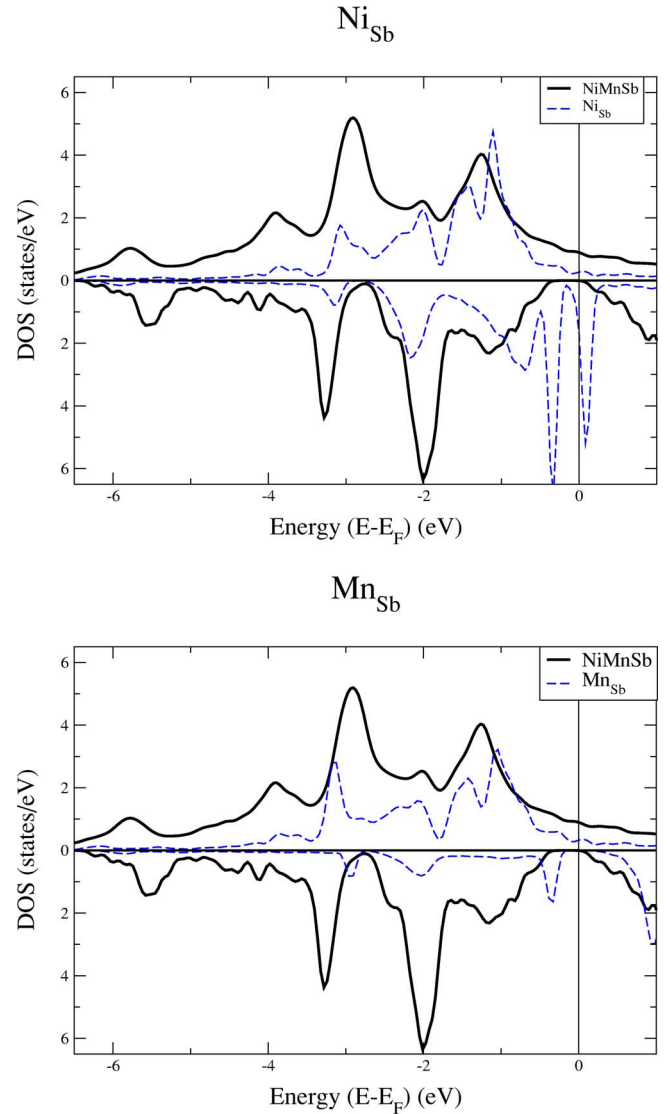 Ni_Sb
NiMnSb
Ni_Sb
6
4
2
0
2
4
6
DOS (states/eV)
-6
-4
-2
0
Energy (E-E_F) (eV)
Mn_Sb
NiMnSb
Mn_Sb
6
4
2
0
2
4
6
DOS (states/eV)
-6
-4
-2
0
Energy (E-E_F) (eV)